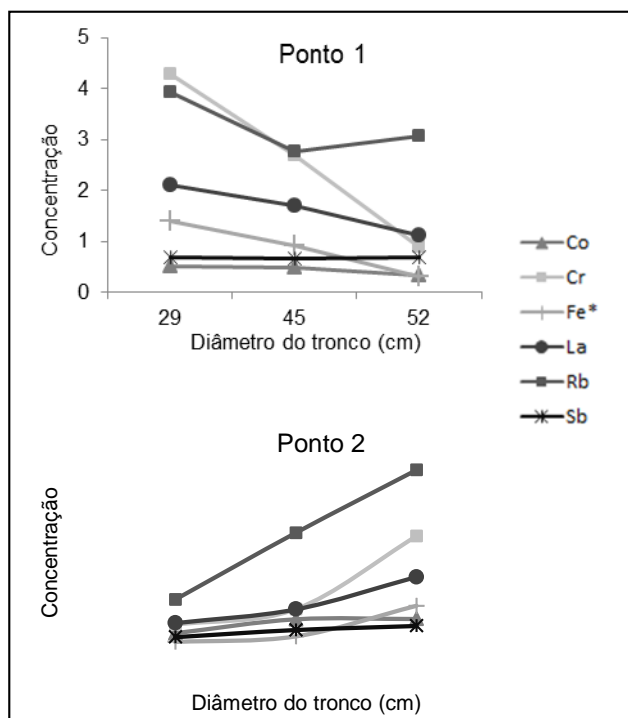 Ponto 1
Concentração
5
4
3
2
1
0
29 45 52
Diâmetro do tronco (cm)
Co
Cr
Fe*
La
Rb
Sb
Ponto 2
Concentração
Diâmetro do tronco (cm)